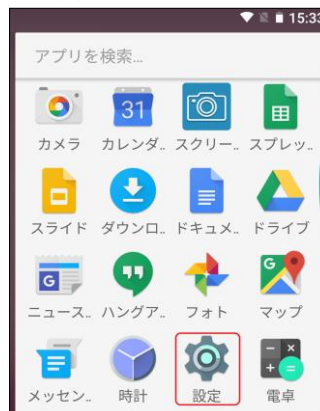 15:33
アプリを検索...
31
カメラ カレンダ.. スクリー.. スプレッ..
スライド ダウンロ.. ドキュメ.. ドライブ
G G
ニュース.. ハングア.. フォト マップ
メッセン.. 時計 設定 電卓